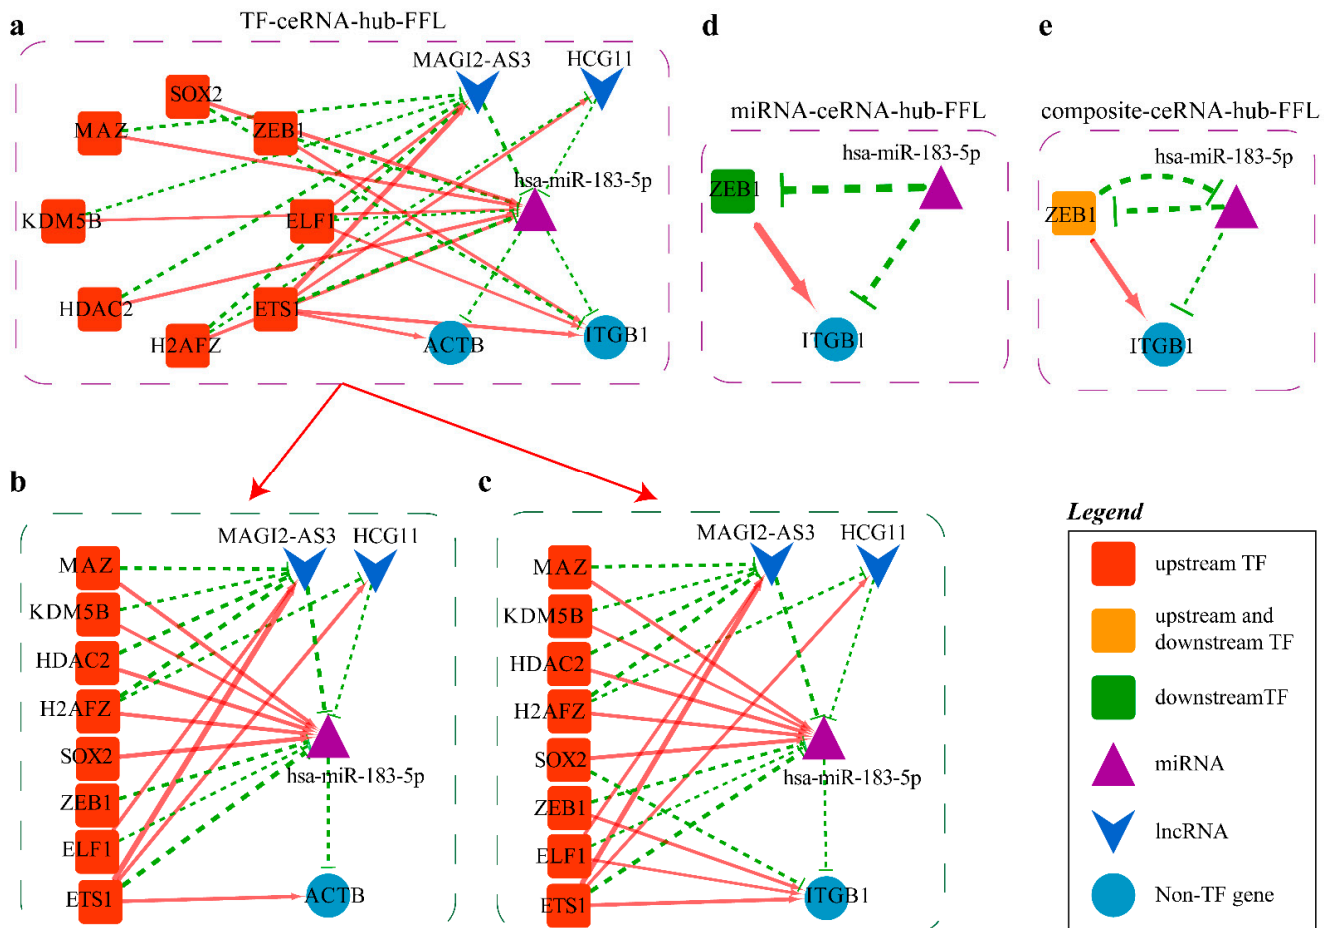 a
TF-ceRNA-hub-FFL
MAGI2-AS3
HCG11
SOX2
MAZ
ZEB1
hsa-miR-183-5p
KDM5B
ELF1
HDAC2
ETS1
H2AFZ
ACTB
ITGB1
d
miRNA-ceRNA-hub-FFL
hsa-miR-183-5p
ZEB1
ITGB1
e
composite-ceRNA-hub-FFL
hsa-miR-183-5p
ZEB1
ITGB1
b
MAGI2-AS3
HCG11
MAZ
KDM5B
HDAC2
H2AFZ
SOX2
hsa-miR-183-5p
ZEB1
ELF1
ETS1
ACTB
c
MAGI2-AS3
HCG11
MAZ
KDM5B
HDAC2
H2AFZ
SOX2
hsa-miR-183-5p
ZEB1
ELF1
ETS1
ITGB1
Legend
upstream TF
upstream and
downstream TF
downstreamTF
miRNA
lncRNA
Non-TF gene